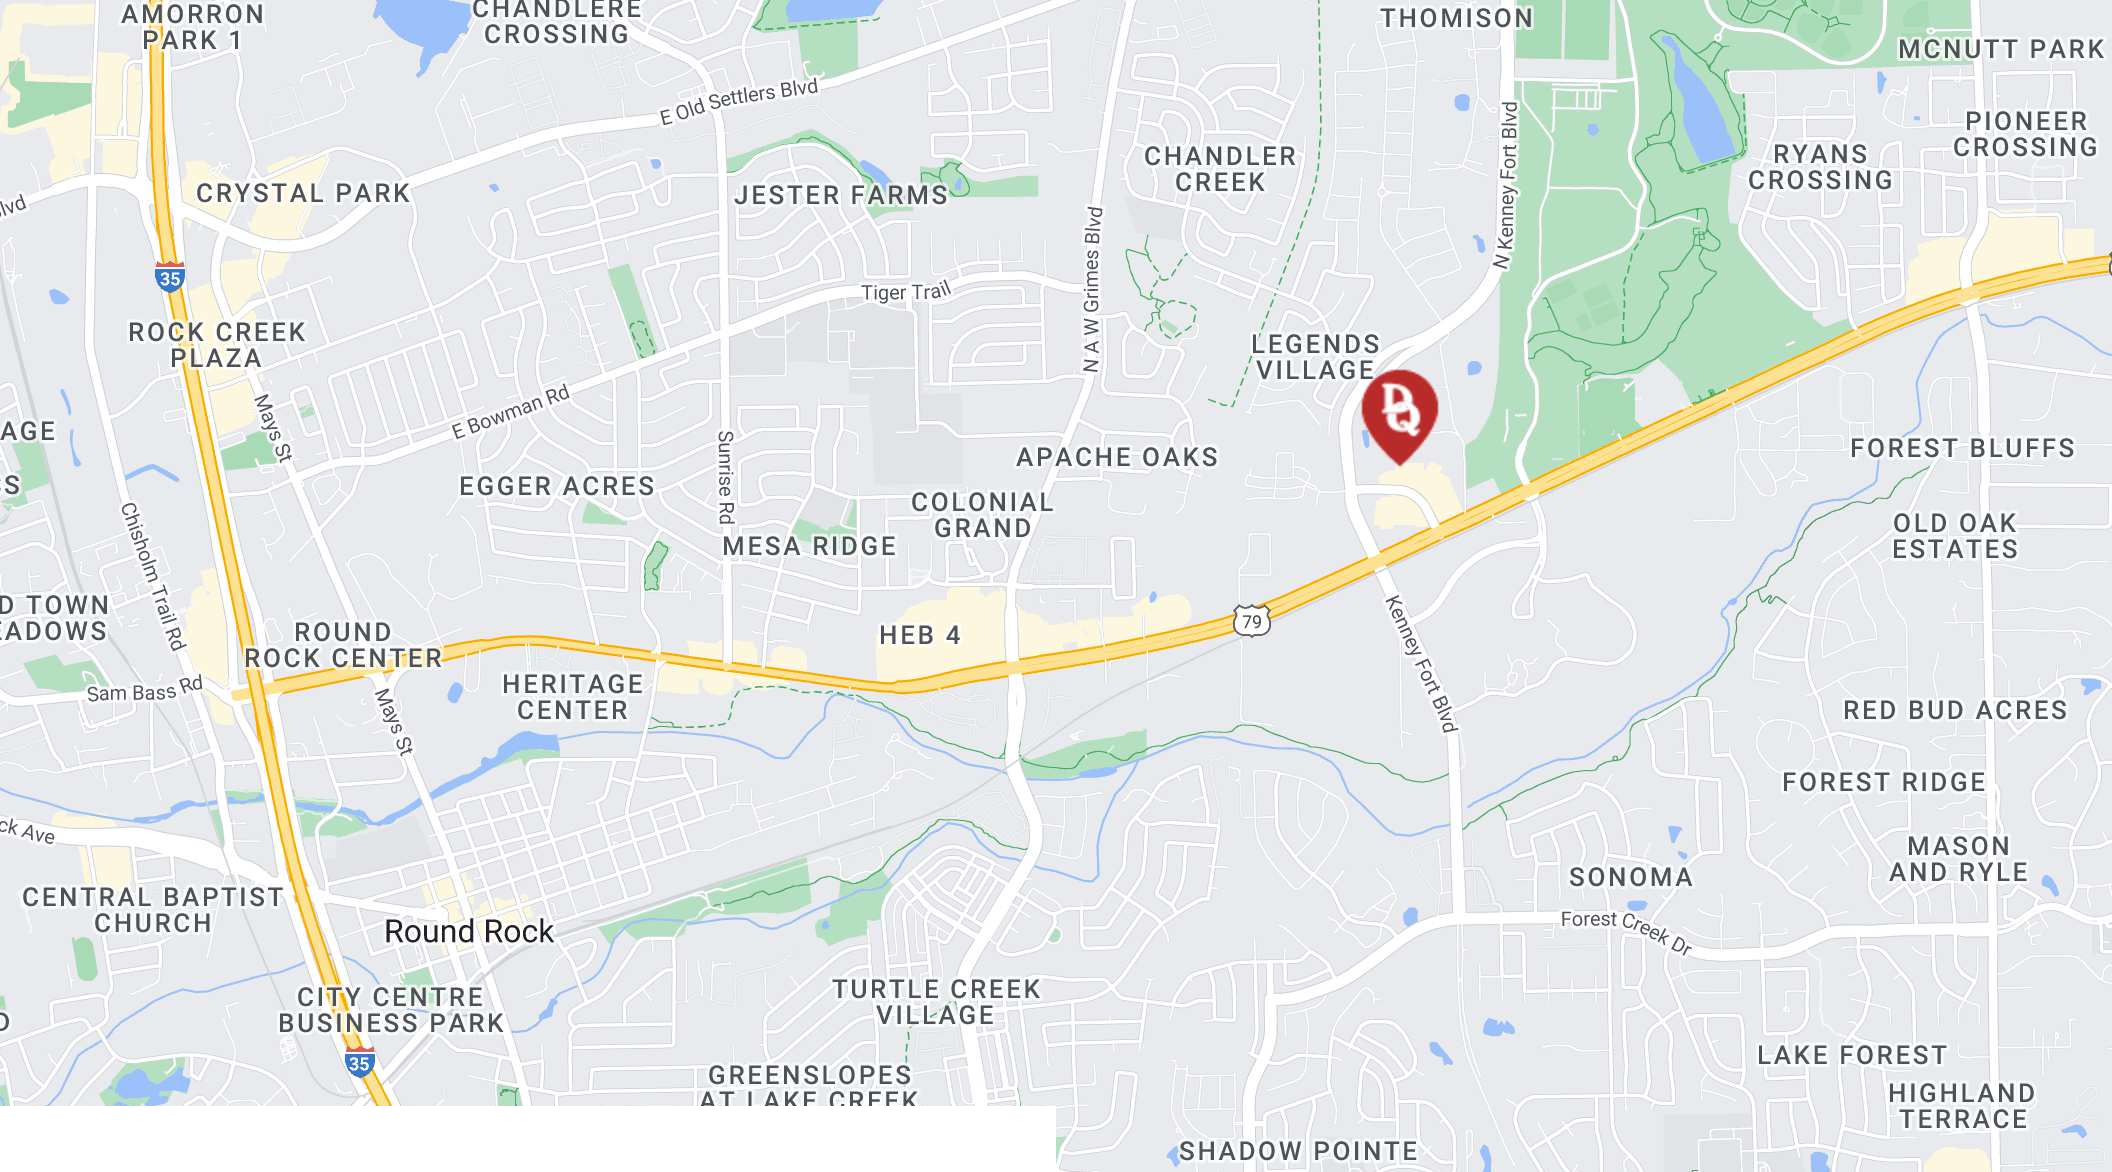 AMORRON
PARK 1
CHANDLERE
CROSSING
THOMISON
MCNUTT PARK
E Old Settlers Blvd
N Kenney Fort Blvd
PIONEER
CROSSING
CHANDLER
CREEK
RYANS
CROSSING
CRYSTAL PARK
JESTER FARMS
lvd
N A W Grimes Blvd
35
Tiger Trail
ROCK CREEK
PLAZA
LEGENDS
VILLAGE
DQ
Mays St
E Bowman Rd
AGE
Sunrise Rd
APACHE OAKS
FOREST BLUFFS
S
EGGER ACRES
COLONIAL
GRAND
Chisholm Trail Rd
OLD OAK
ESTATES
MESA RIDGE
D TOWN
EADOWS
ROUND
ROCK CENTER
HEB 4
79
Kenney Fort Blvd
Sam Bass Rd
Mays St
HERITAGE
CENTER
RED BUD ACRES
FOREST RIDGE
ck Ave
MASON
AND RYLE
SONOMA
CENTRAL BAPTIST
CHURCH
Round Rock
Forest Creek Dr
CITY CENTRE
BUSINESS PARK
TURTLE CREEK
VILLAGE
35
LAKE FOREST
GREENSLOPES
AT LAKE CREEK
HIGHLAND
TERRACE
SHADOW POINTE